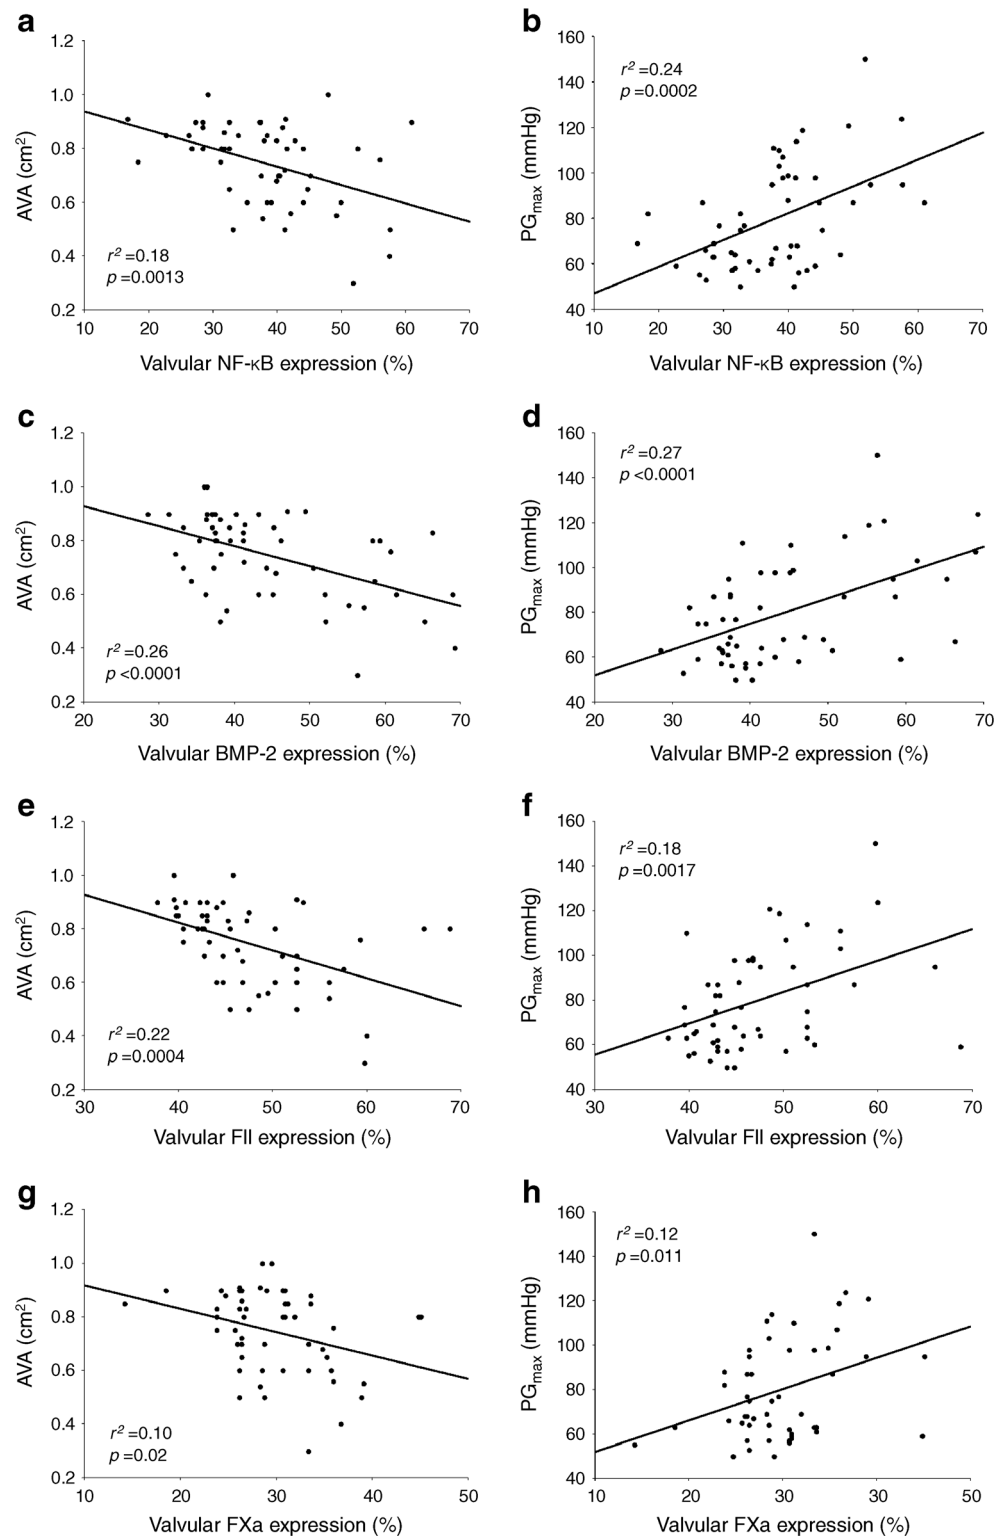 a
1.2
1.0
0.8
0.6
0.4
0.2
AVA (cm²)
r² =0.18
p =0.0013
10 20 30 40 50 60 70
Valvular NF-κB expression (%)
b
160
140
120
100
80
60
40
PGmax (mmHg)
r² =0.24
p =0.0002
10 20 30 40 50 60 70
Valvular NF-κB expression (%)
c
1.2
1.0
0.8
0.6
0.4
0.2
AVA (cm²)
r² =0.26
p <0.0001
20 30 40 50 60 70
Valvular BMP-2 expression (%)
d
160
140
120
100
80
60
40
PGmax (mmHg)
r² =0.27
p <0.0001
20 30 40 50 60 70
Valvular BMP-2 expression (%)
e
1.2
1.0
0.8
0.6
0.4
0.2
AVA (cm²)
r² =0.22
p =0.0004
30 40 50 60 70
Valvular FII expression (%)
f
160
140
120
100
80
60
40
PGmax (mmHg)
r² =0.18
p =0.0017
30 40 50 60 70
Valvular FII expression (%)
g
1.2
1.0
0.8
0.6
0.4
0.2
AVA (cm²)
r² =0.10
p =0.02
10 20 30 40 50
Valvular FXa expression (%)
h
160
140
120
100
80
60
40
PGmax (mmHg)
r² =0.12
p =0.011
10 20 30 30 50
Valvular FXa expression (%)